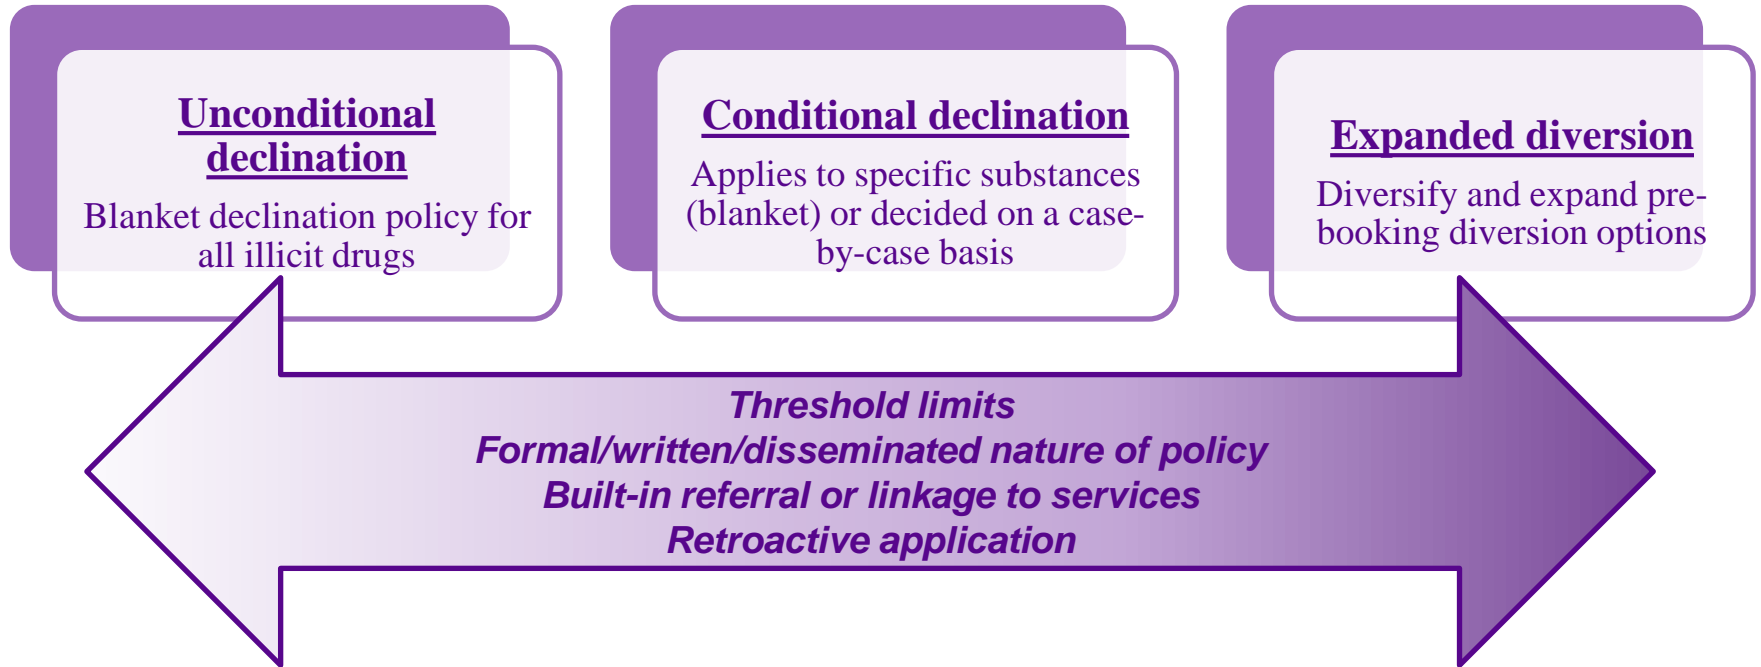 Unconditional
declination
Blanket declination policy for
all illicit drugs
Conditional declination
Applies to specific substances
(blanket) or decided on a case-
by-case basis
Expanded diversion
Diversify and expand pre-
booking diversion options
Threshold limits
Formal/written/disseminated nature of policy
Built-in referral or linkage to services
Retroactive application